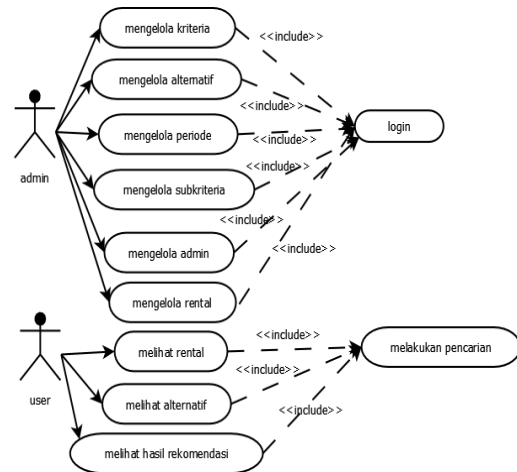 mengelola kriteria
<<include>>
mengelola alternatif
<<include>>
mengelola periode
<<include>>
login
admin
mengelola subkriteria
<<include>>
<<include>>
mengelola admin
<<include>>
mengelola rental
melihat rental
<<include>>
melakukan pencarian
user
melihat alternatif
<<include>>
<<include>>
melihat hasil rekomendasi